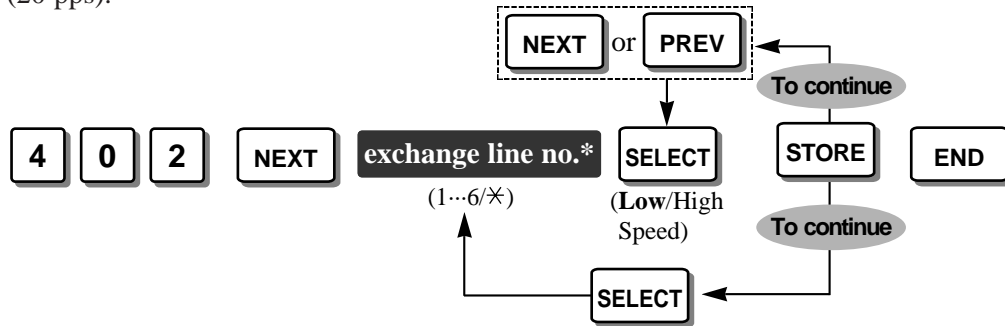 (20 pps).
NEXT or PREV
To continue
4 0 2 NEXT exchange line no.* SELECT STORE END
(1···6/✳) (Low/High
Speed)
To continue
SELECT